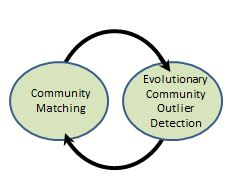 Community
Matching
Evolutionary
Community
Outlier
Detection